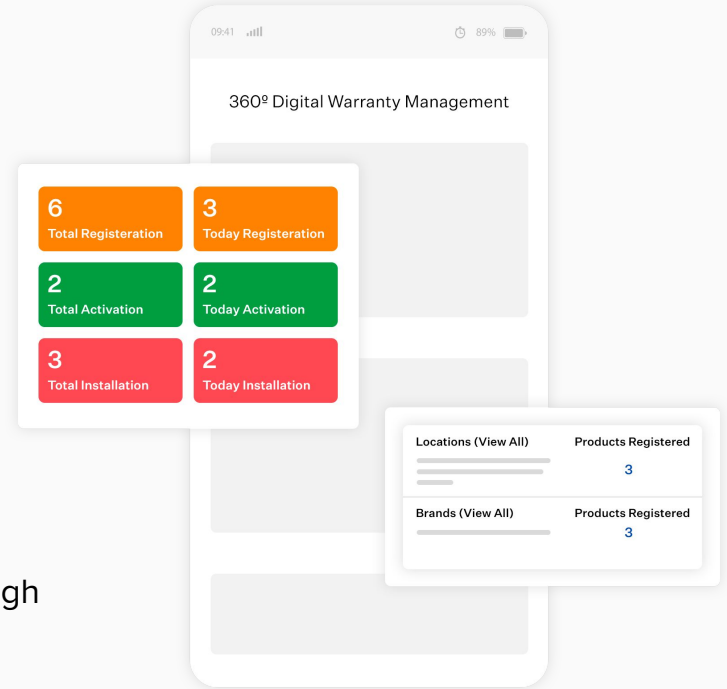 09:41
89%
360º Digital Warranty Management
6
Total Registeration
3
Today Registeration
2
Total Activation
2
Today Activation
3
Total Installation
2
Today Installation
Locations (View All)
Products Registered
3
Brands (View All)
Products Registered
3
gh